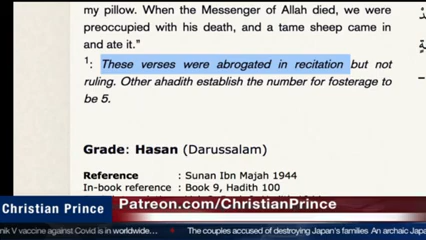 my pillow. When the Messenger of Allah died, we were
preoccupied with his death, and a tame sheep came in
and ate it."
1: These verses were abrogated in recitation but not
ruling. Other ahadith establish the number for fosterage to
be 5.
Grade: Hasan (Darussalam)
Reference : Sunan Ibn Majah 1944
In-book reference : Book 9, Hadith 100
Christian Prince
Patreon.com/ChristianPrince
nik V vaccine against Covid is in worldwide...
The couples accused of destroying Japan's families
An archaic Japan